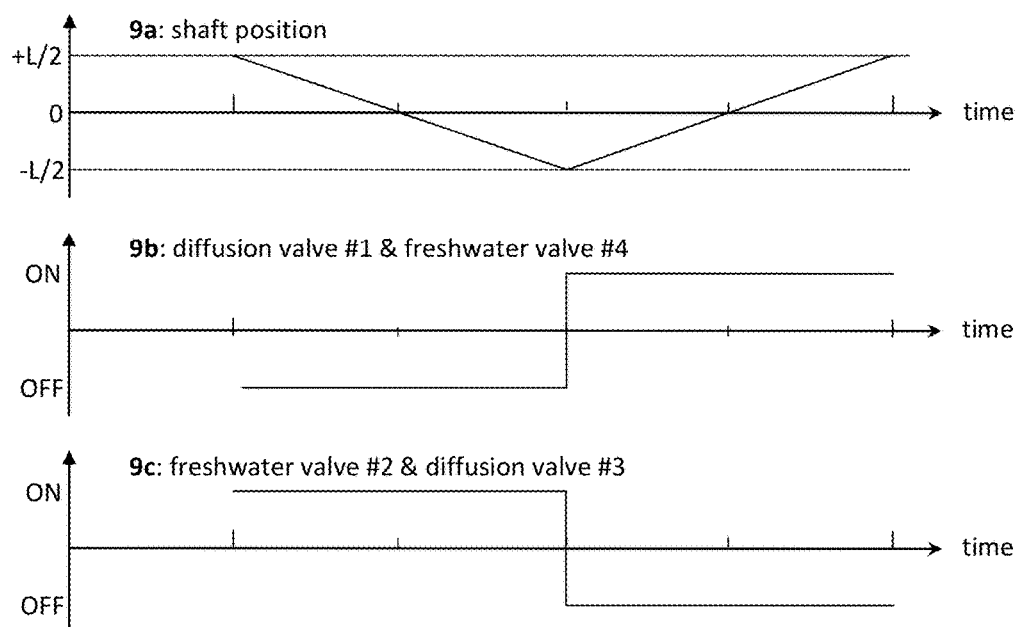 9a: shaft position
+L/2
0
time
-L/2
9b: diffusion valve #1 & freshwater valve #4
ON
time
OFF
9c: freshwater valve #2 & diffusion valve #3
ON
time
OFF